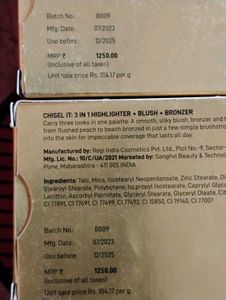 Batch No.: BG09
Mfg. Date: 07/2023
Use before: 12/2025
MRP ₹ 1250.00
(inclusive of all taxes)
Unit sale price Rs. 104.17 per g
CHISEL IT: 3 IN 1 HIGHLIGHTER + BLUSH + BRONZER
Carry three looks in one palette. A smooth, silky blush, bronzer and h
from flushed peach to beach bronzed in just a few simple brushstro
into the skin for impeccable coverage that lasts all day.
Manufactured by: Regi India Cosmetics Pvt. Ltd., Plot No.-9, Sector-
Mfg. Lic. No.: 10/C/UA/2021 Marketed by: Sanghvi Beauty & Technolo
Pune, Maharashtra - 411 005 INDIA
Ingredients: Talc, Mica, Isostearyl Neopentanoate, Zinc Stearate, Di
Stearoyl Stearate, Polybutene, Isopropyl Isostearate, Caprylyl Glyc
Lecithin, Ascorbyl Palmitate, Glyceryl Stearate, Glyceryl Oleate, Cit
CI 77891, CI 77491, CI 77499, CI 77492, CI 15850, CI 19140, CI 77007
Batch No.: BG09
Mfg. Date: 07/2023
Use before: 12/2025
MRP ₹ 1250.00
(inclusive of all taxes)
Unit sale price Rs. 104.17 per g